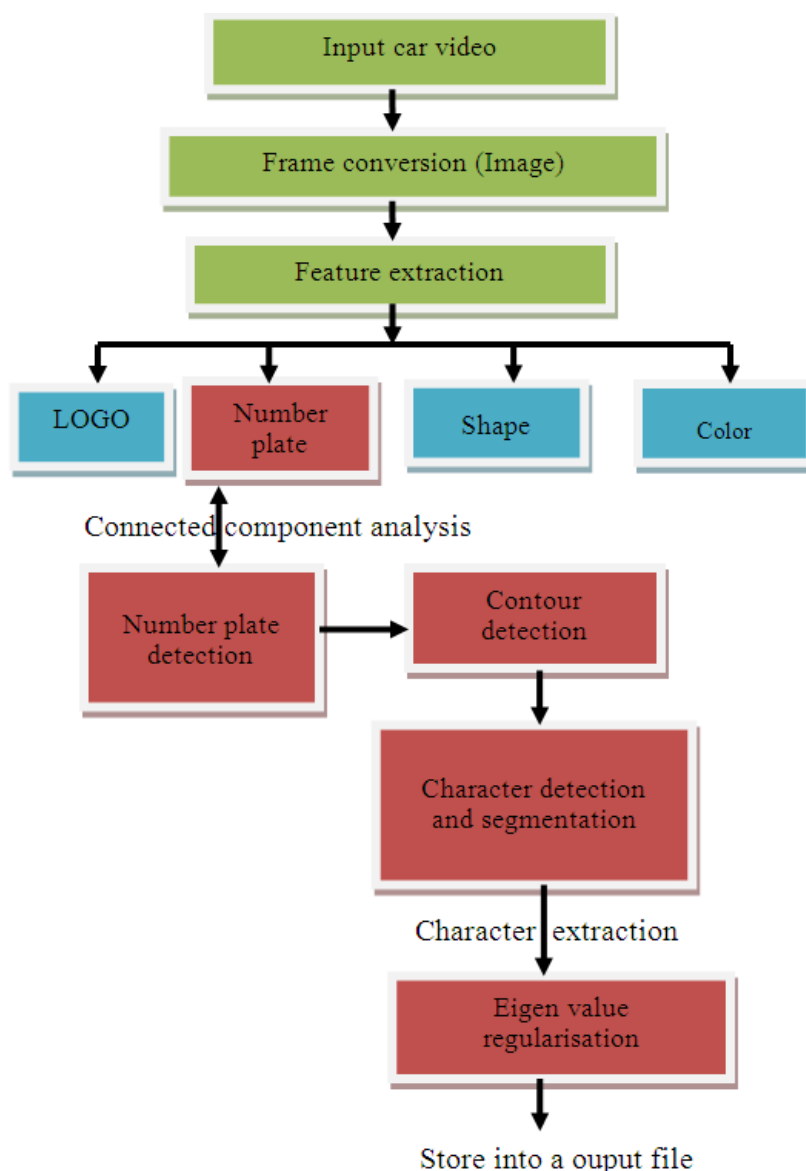 Input car video
Frame conversion (Image)
Feature extraction
LOGO
Number
plate
Shape
Color
Connected component analysis
Number plate
detection
Contour
detection
Character detection
and segmentation
Character extraction
Eigen value
regularisation
Store into a ouput file